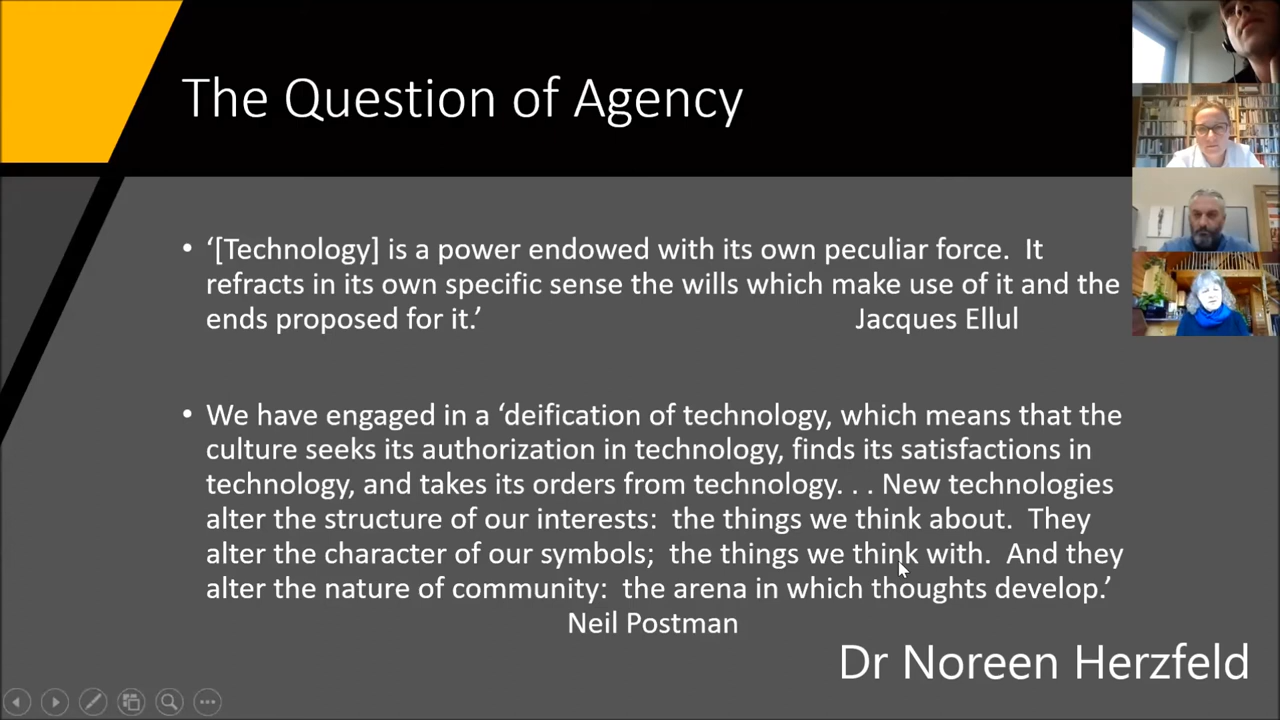 The Question of Agency
• ‘[Technology] is a power endowed with its own peculiar force.  It
refracts in its own specific sense the wills which make use of it and the
ends proposed for it.’ Jacques Ellul
• We have engaged in a ‘deification of technology, which means that the
culture seeks its authorization in technology, finds its satisfactions in
technology, and takes its orders from technology. . . New technologies
alter the structure of our interests:  the things we think about.  They
alter the character of our symbols;  the things we think with.  And they
alter the nature of community:  the arena in which thoughts develop.’
Neil Postman
Dr Noreen Herzfeld